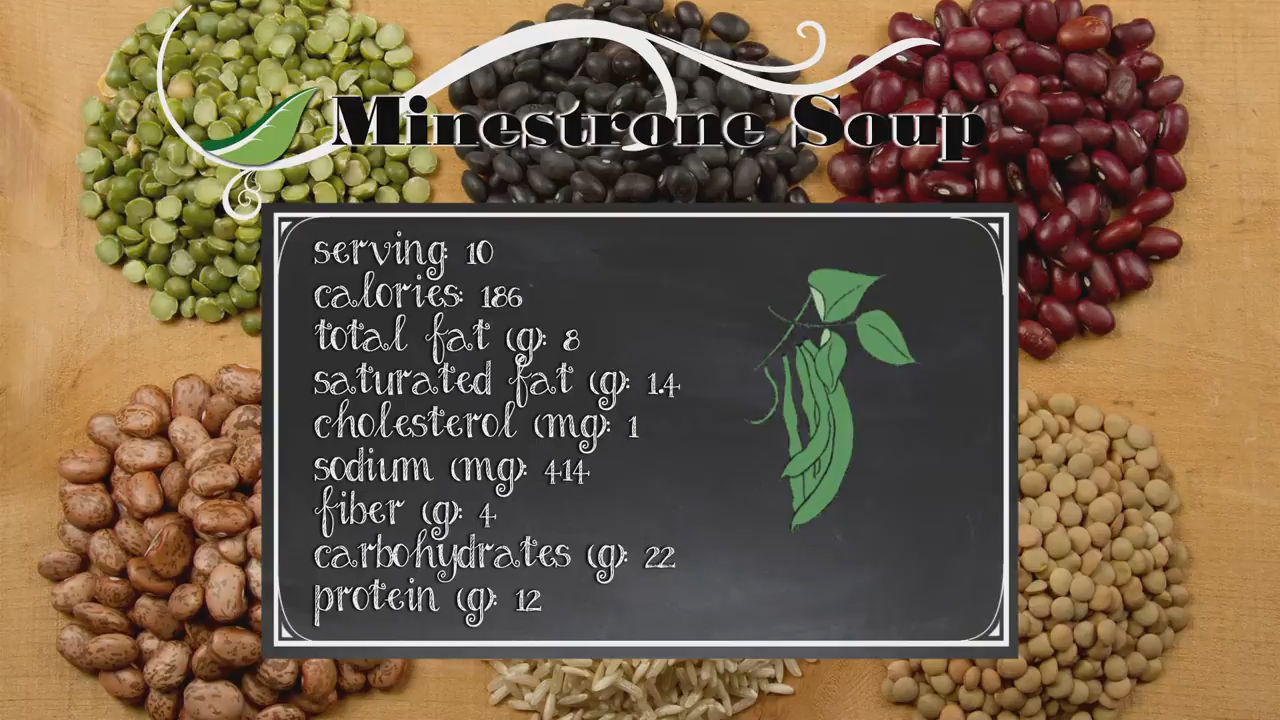 Minestrone Soup
serving: 10
calories: 186
total fat (g): 8
saturated fat (g): 1.4
cholesterol (mg): 1
sodium (mg): 414
fiber (g): 4
carbohydrates (g): 22
protein (g): 12